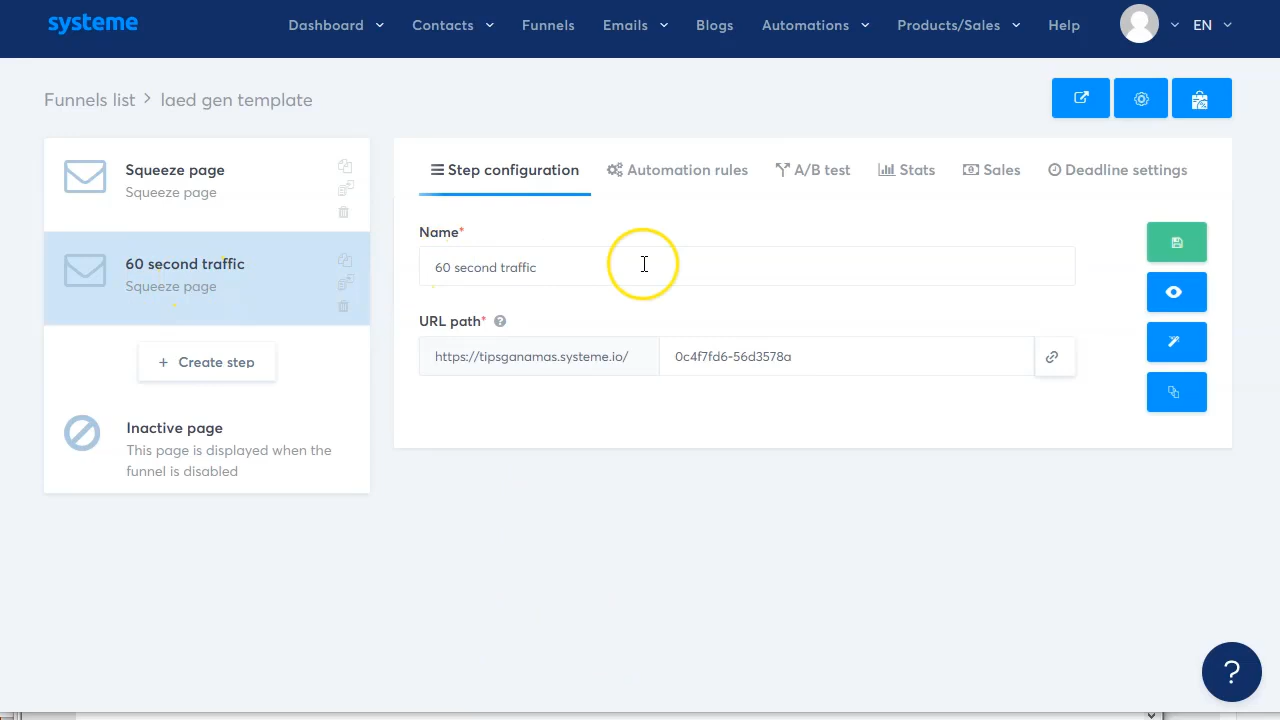 systeme
Dashboard Contacts Funnels Emails Blogs Automations Products/Sales Help EN
Funnels list > laed gen template
Squeeze page
Squeeze page
60 second traffic
Squeeze page
+ Create step
Inactive page
This page is displayed when the
funnel is disabled
Step configuration Automation rules A/B test Stats Sales Deadline settings
Name*
60 second traffic
URL path* ?
https://tipsganamas.systeme.io/ 0c4f7fd6-56d3578a
?